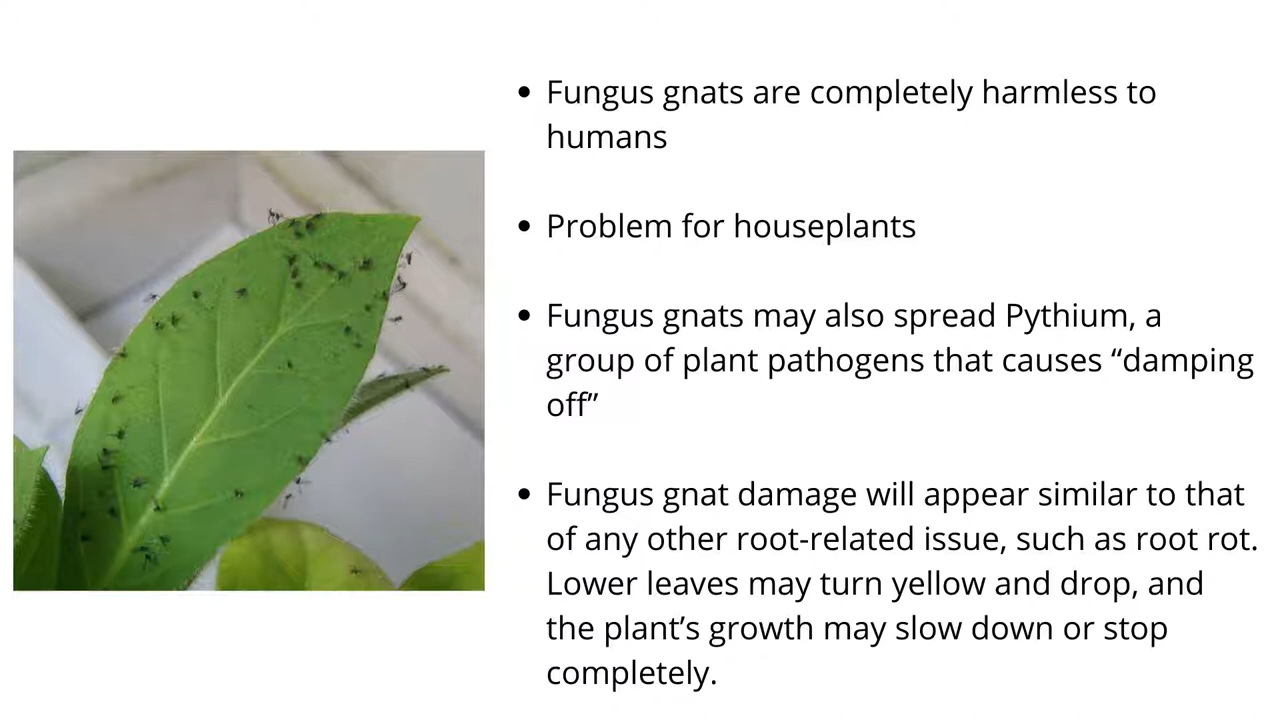 • Fungus gnats are completely harmless to
humans
• Problem for houseplants
• Fungus gnats may also spread Pythium, a
group of plant pathogens that causes “damping
off”
• Fungus gnat damage will appear similar to that
of any other root-related issue, such as root rot.
Lower leaves may turn yellow and drop, and
the plant’s growth may slow down or stop
completely.